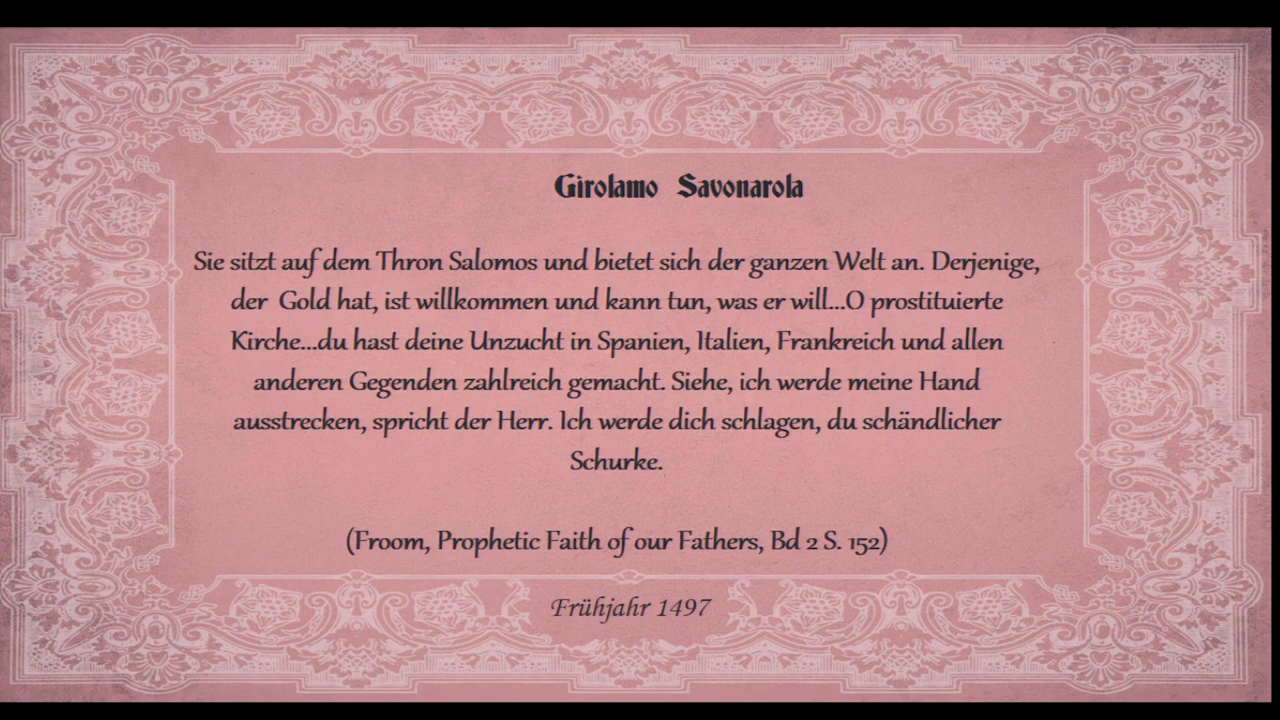 Girolamo Savonarola
Sie sitzt auf dem Thron Salomos und bietet sich der ganzen Welt an. Derjenige,
der Gold hat, ist willkommen und kann tun, was er will...O prostituierte
Kirche...du hast deine Unzucht in Spanien, Italien, Frankreich und allen
anderen Gegenden zahlreich gemacht. Siehe, ich werde meine Hand
ausstrecken, spricht der Herr. Ich werde dich schlagen, du schändlicher
Schurke.
(Froom, Prophetic Faith of our Fathers, Bd 2 S. 152)
Frühjahr 1497